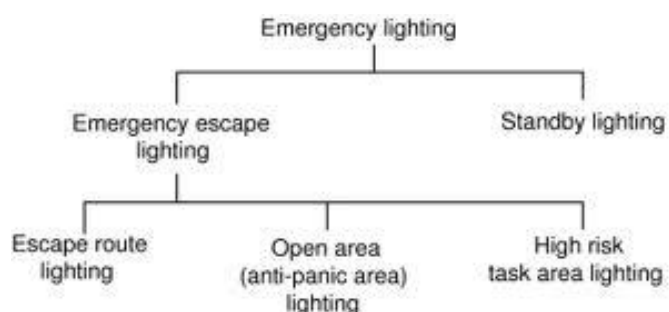 Emergency lighting
Emergency escape
lighting
Standby lighting
Escape route
lighting
Open area
(anti-panic area)
lighting
High risk
task area lighting